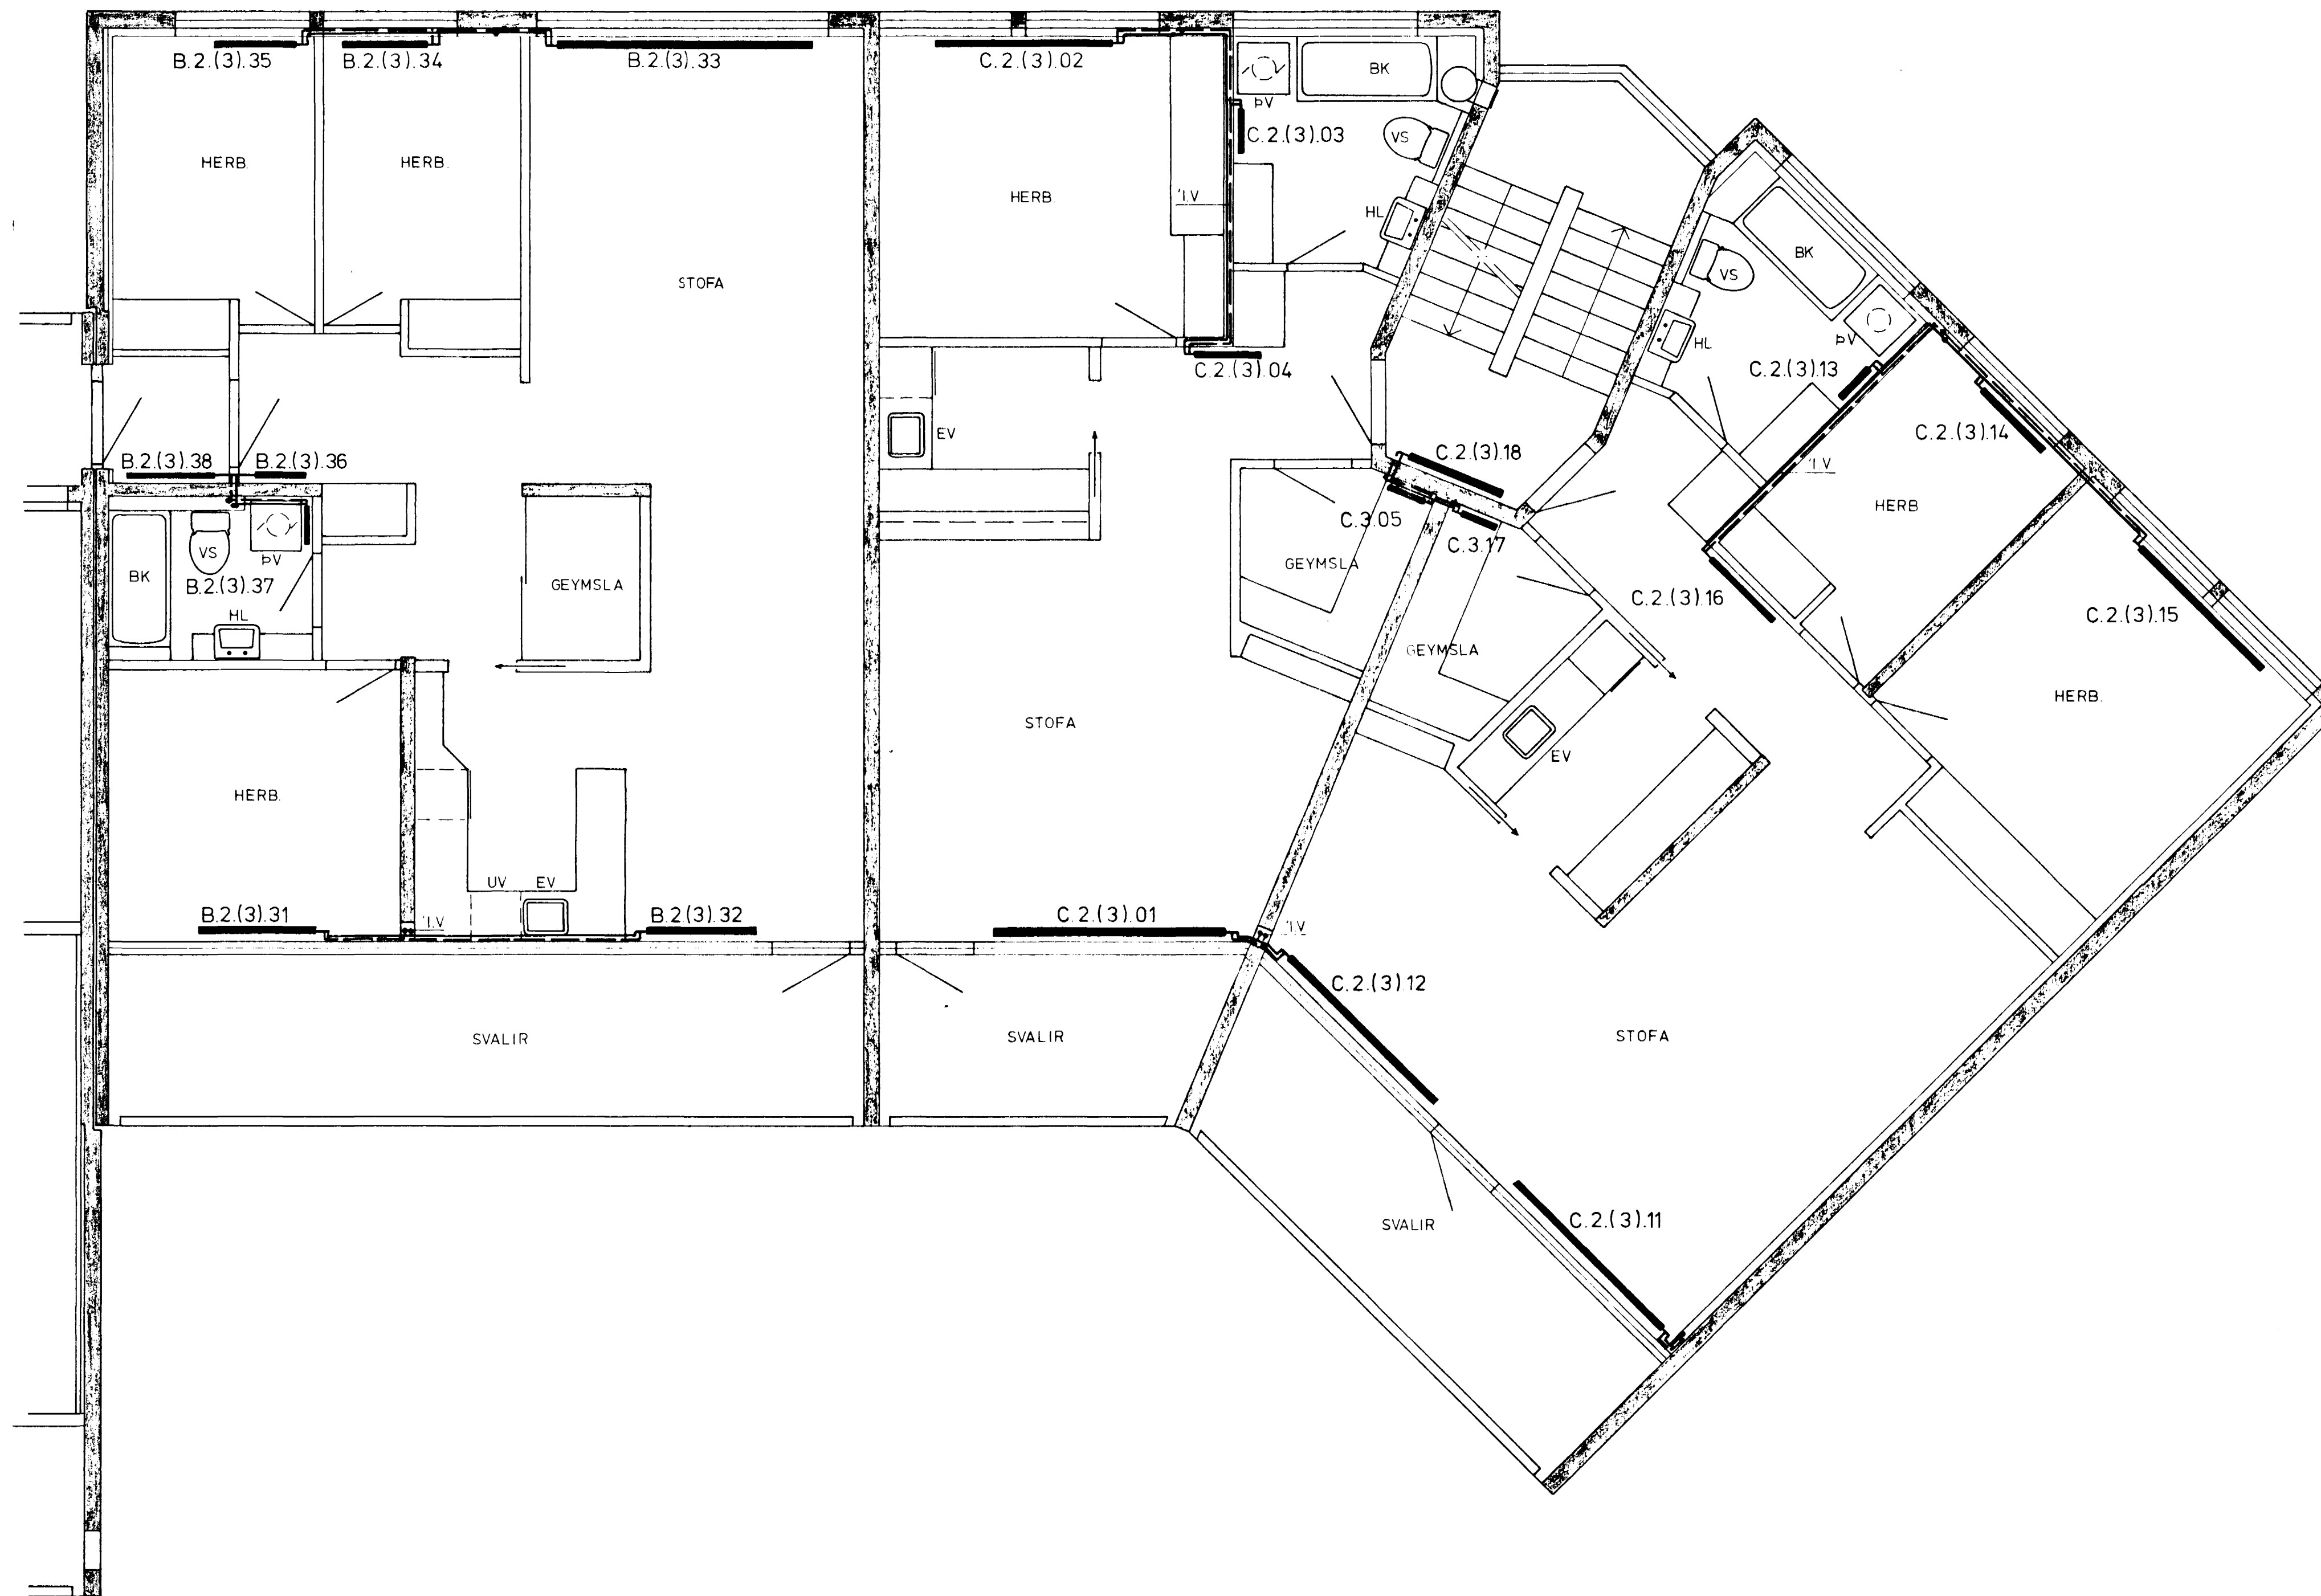 B.2.(3).35
B.2.(3).34
B.2.(3).33
C.2.(3).02
ÞV
BK
C.2.(3).03
VS
HERB.
HERB.
HERB
HL
STOFA
BK
VS
HL
ÞV
C.2.(3).04
C.2.(3).13
C.2.(3).14
EV
B.2.(3).38
B.2.(3).36
C.2.(3).18
C.3.05
C.3.17
HERB
VS
ÞV
BK
B.2.(3).37
HL
GEYMSLA
GEYMSLA
GEYMSLA
C.2.(3).16
C.2.(3).15
HERB.
STOFA
EV
HERB.
UV
EV
B.2.(3).31
B.2.(3).32
C.2.(3).01
C.2.(3).12
SVALIR
SVALIR
STOFA
SVALIR
C.2.(3).11